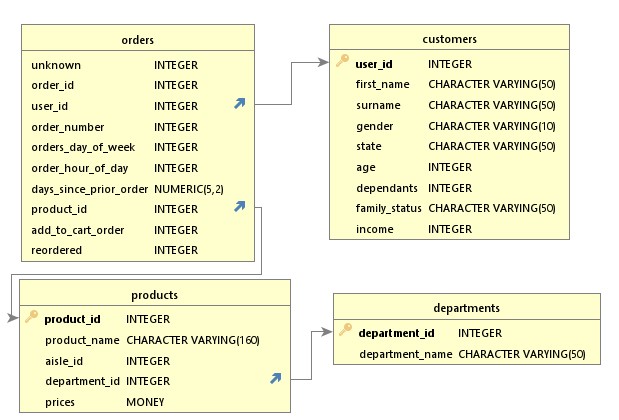 orders
unknown INTEGER
order_id INTEGER
user_id INTEGER
order_number INTEGER
orders_day_of_week INTEGER
order_hour_of_day INTEGER
days_since_prior_order NUMERIC(5,2)
product_id INTEGER
add_to_cart_order INTEGER
reordered INTEGER
customers
user_id INTEGER
first_name CHARACTER VARYING(50)
surname CHARACTER VARYING(50)
gender CHARACTER VARYING(10)
state CHARACTER VARYING(50)
age INTEGER
dependants INTEGER
family_status CHARACTER VARYING(50)
income INTEGER
products
product_id INTEGER
product_name CHARACTER VARYING(160)
aisle_id INTEGER
department_id INTEGER
prices MONEY
departments
department_id INTEGER
department_name CHARACTER VARYING(50)